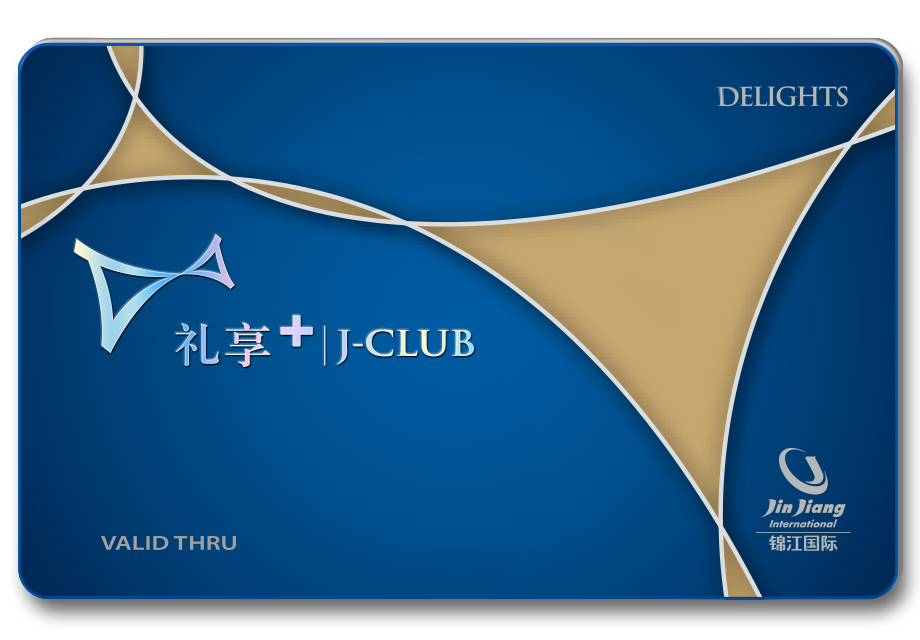 DELIGHTS
礼享+ | J-CLUB
VALID THRU
Jin Jiang
International
锦江国际